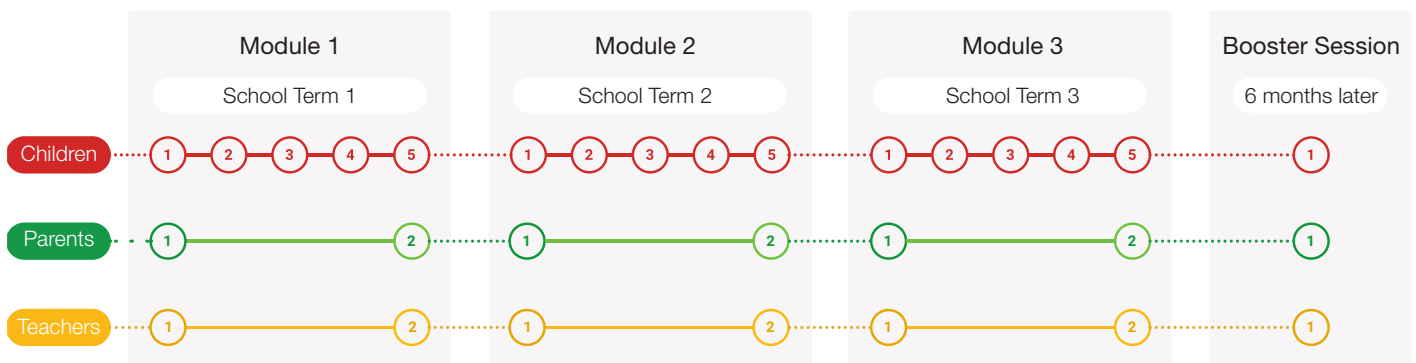 Module 1 Module 2 Module 3 Booster Session
School Term 1 School Term 2 School Term 3 6 months later
Children 1 2 3 4 5 1 2 3 4 5 1 2 3 4 5 1
Parents 1 2 1 2 1 2 1
Teachers 1 2 1 2 1 2 1